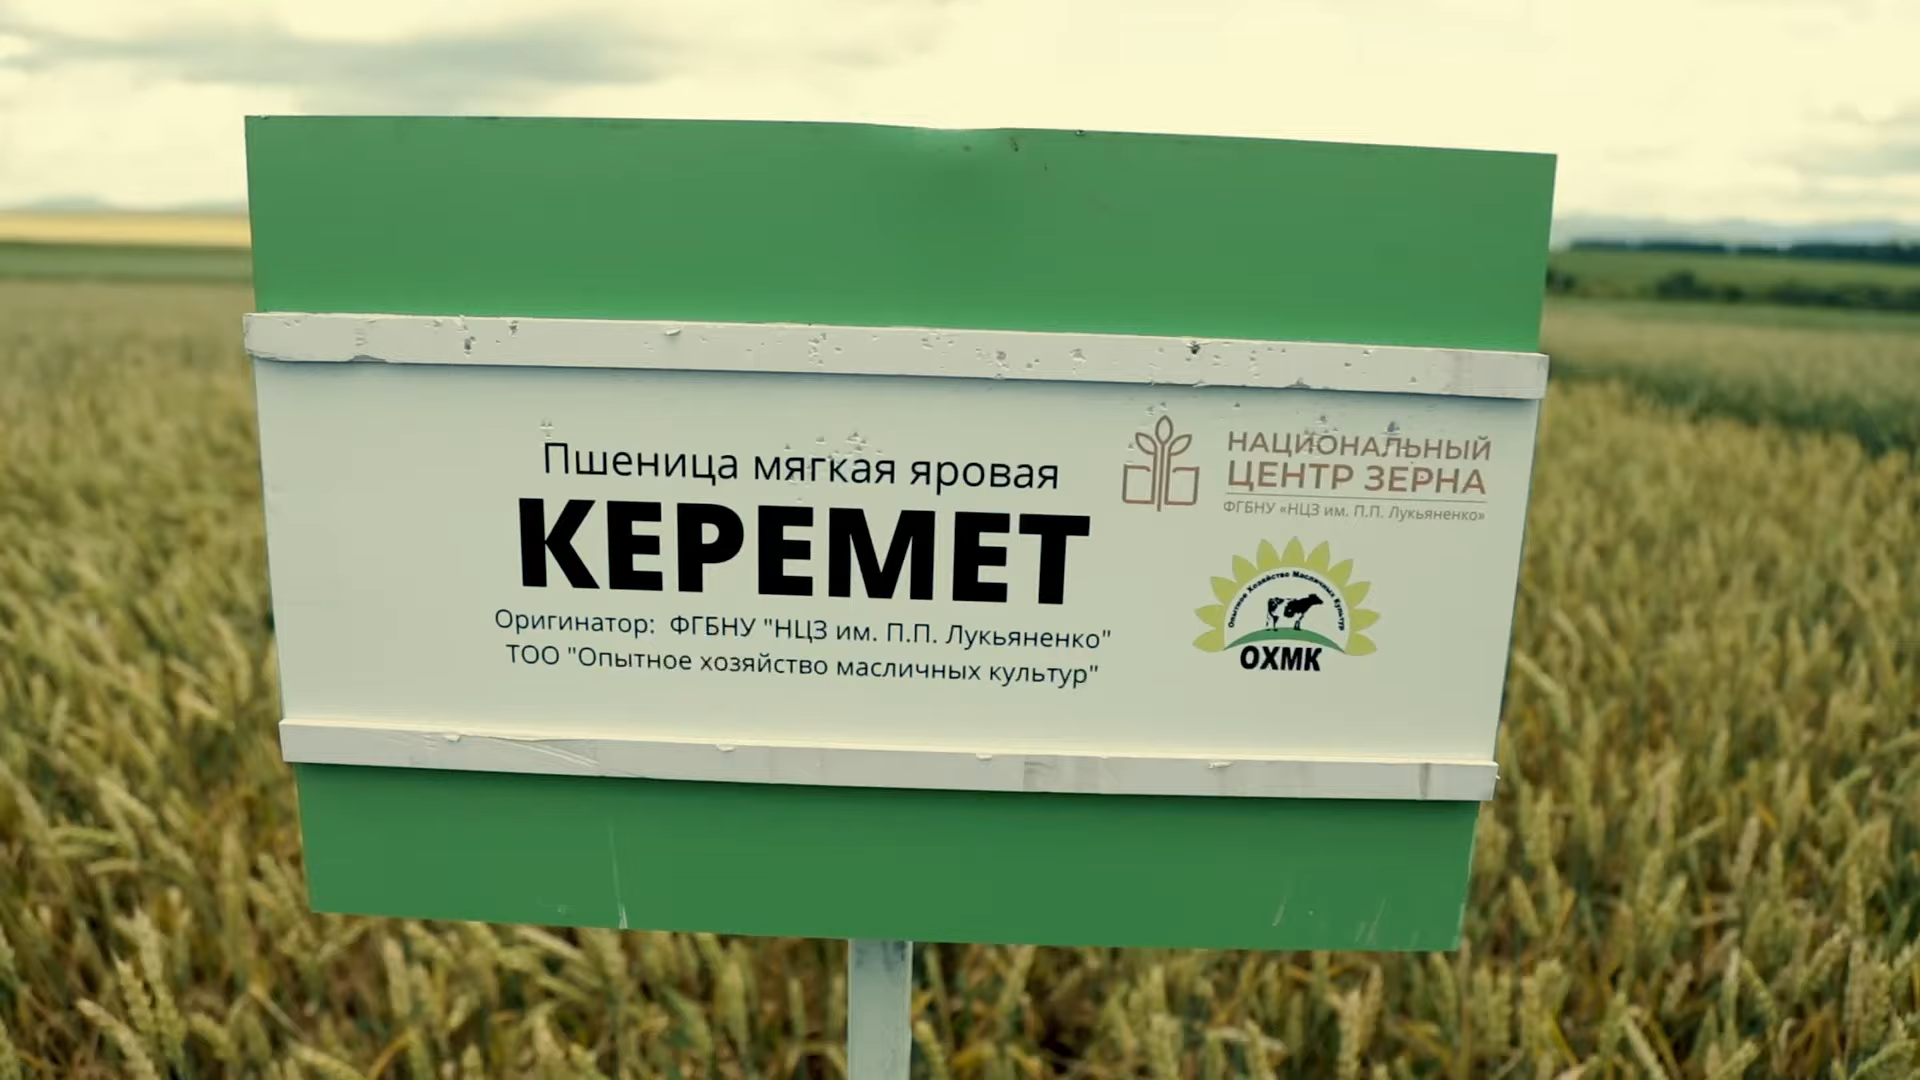 Пшеница мягкая яровая
КЕРЕМЕТ
Оригинатор: ФГБНУ "НЦЗ им. П.П. Лукьяненко"
ТОО "Опытное хозяйство масличных культур"
НАЦИОНАЛЬНЫЙ
ЦЕНТР ЗЕРНА
ФГБНУ «НЦЗ им. П.П. Лукьяненко»
Опытное Хозяйство Масличных Культур
ОХМК